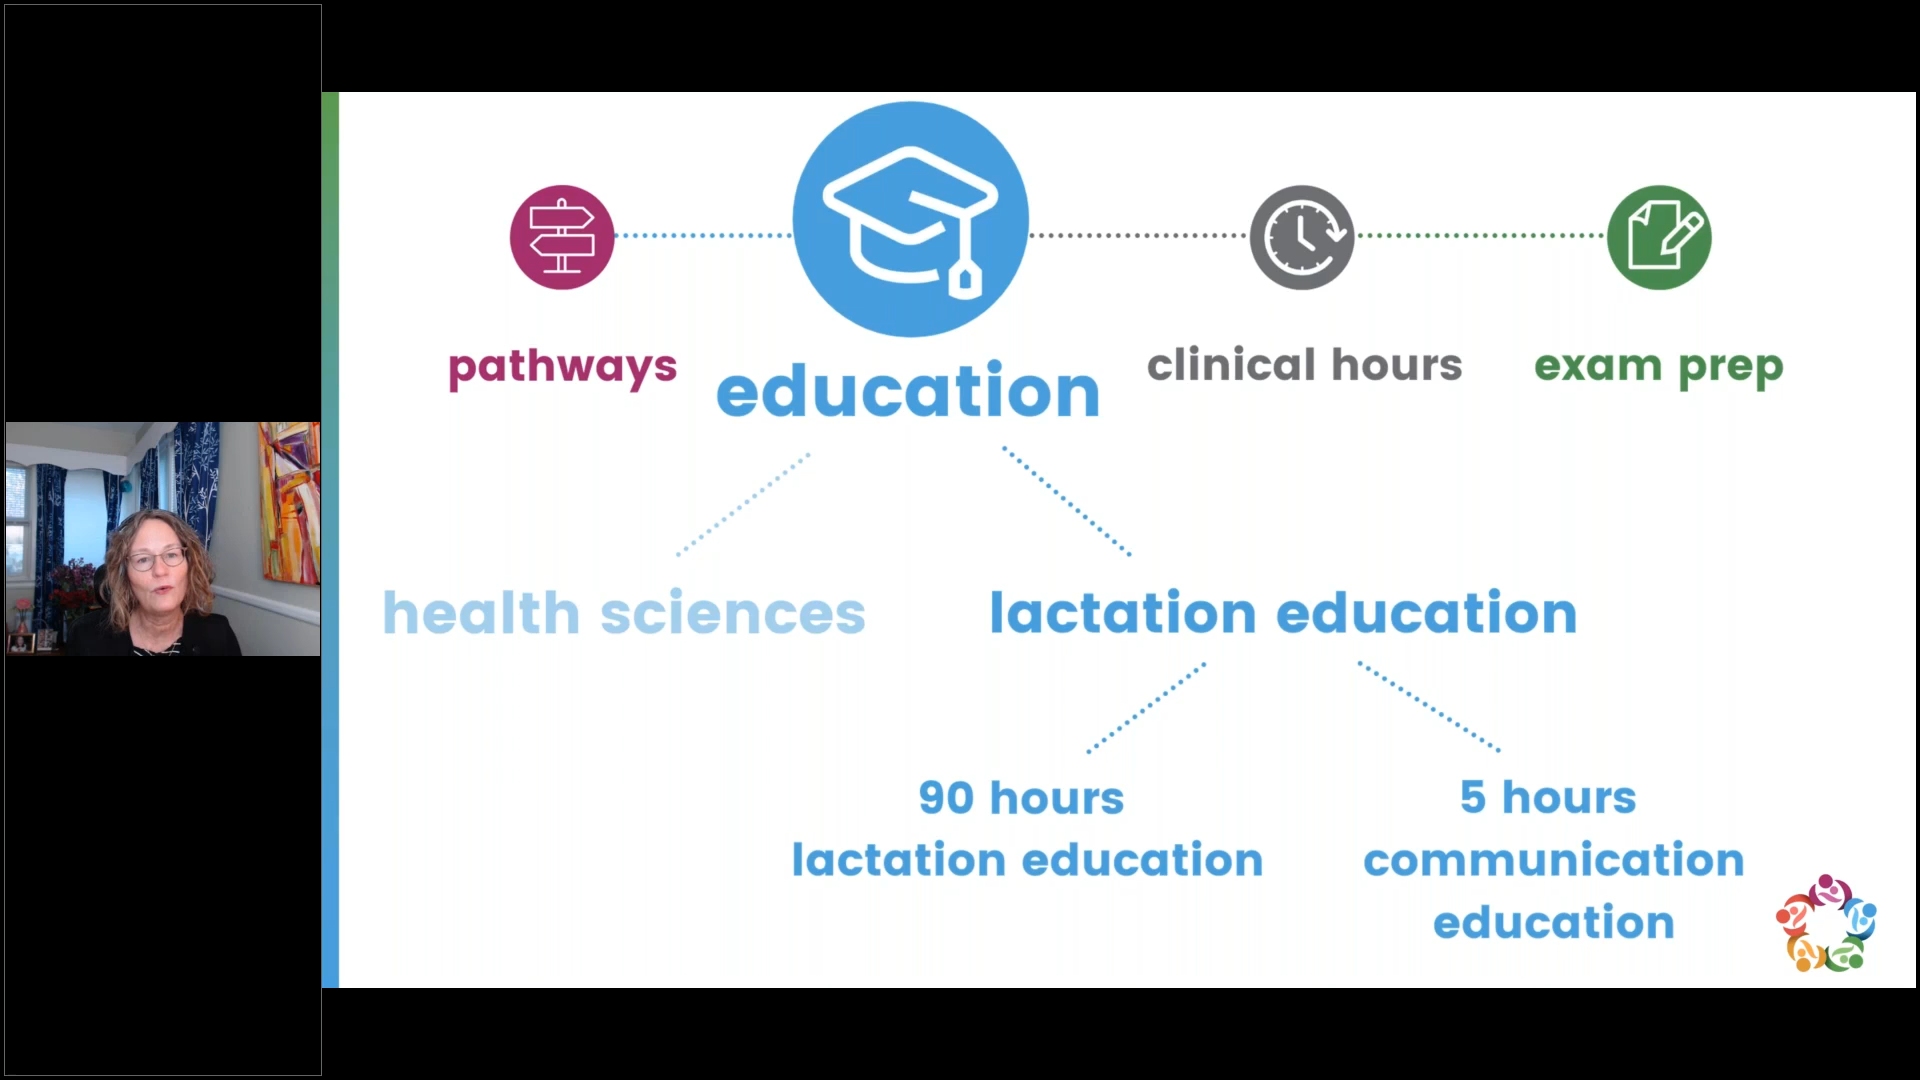 pathways
education
clinical hours
exam prep
health sciences
lactation education
90 hours
lactation education
5 hours
communication
education